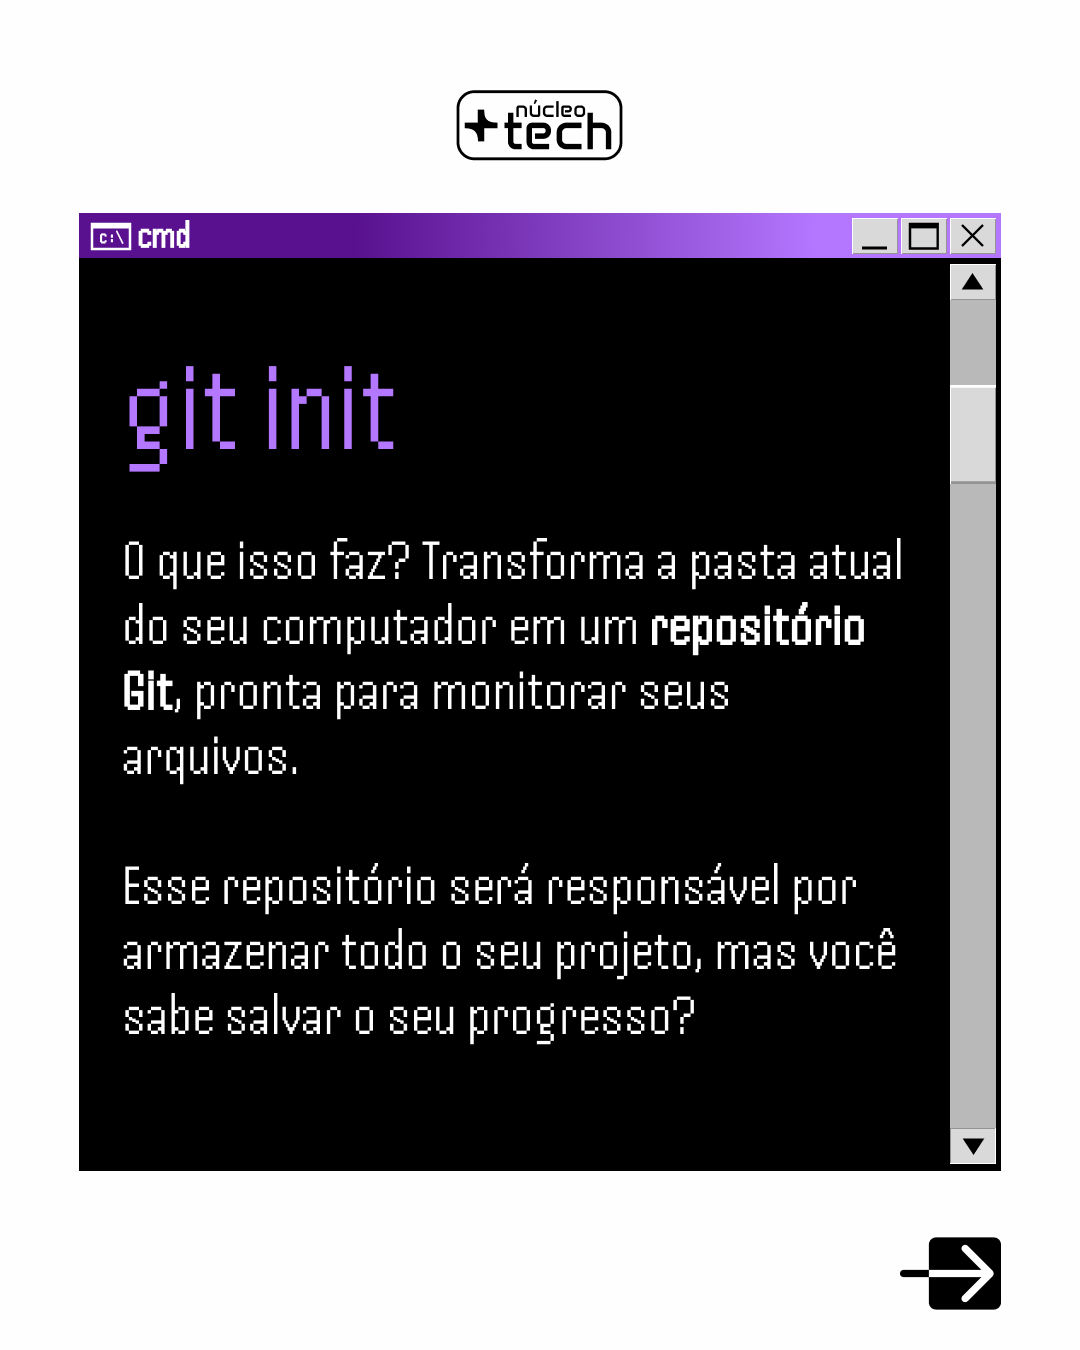 núcleo
tech
C:\ cmd
git init
O que isso faz? Transforma a pasta atual
do seu computador em um repositório
Git, pronta para monitorar seus
arquivos.
Esse repositório será responsável por
armazenar todo o seu projeto, mas você
sabe salvar o seu progresso?